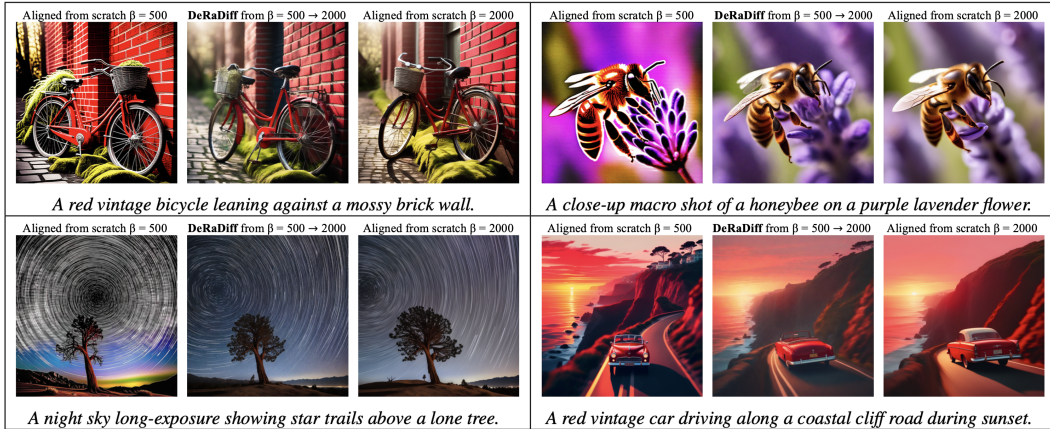 Aligned from scratch β = 500
DeRaDiff from β = 500 → 2000
Aligned from scratch β = 2000
A red vintage bicycle leaning against a mossy brick wall.
Aligned from scratch β = 500
DeRaDiff from β = 500 → 2000
Aligned from scratch β = 2000
A close-up macro shot of a honeybee on a purple lavender flower.
Aligned from scratch β = 500
DeRaDiff from β = 500 → 2000
Aligned from scratch β = 2000
A night sky long-exposure showing star trails above a lone tree.
Aligned from scratch β = 500
DeRaDiff from β = 500 → 2000
Aligned from scratch β = 2000
A red vintage car driving along a coastal cliff road during sunset.